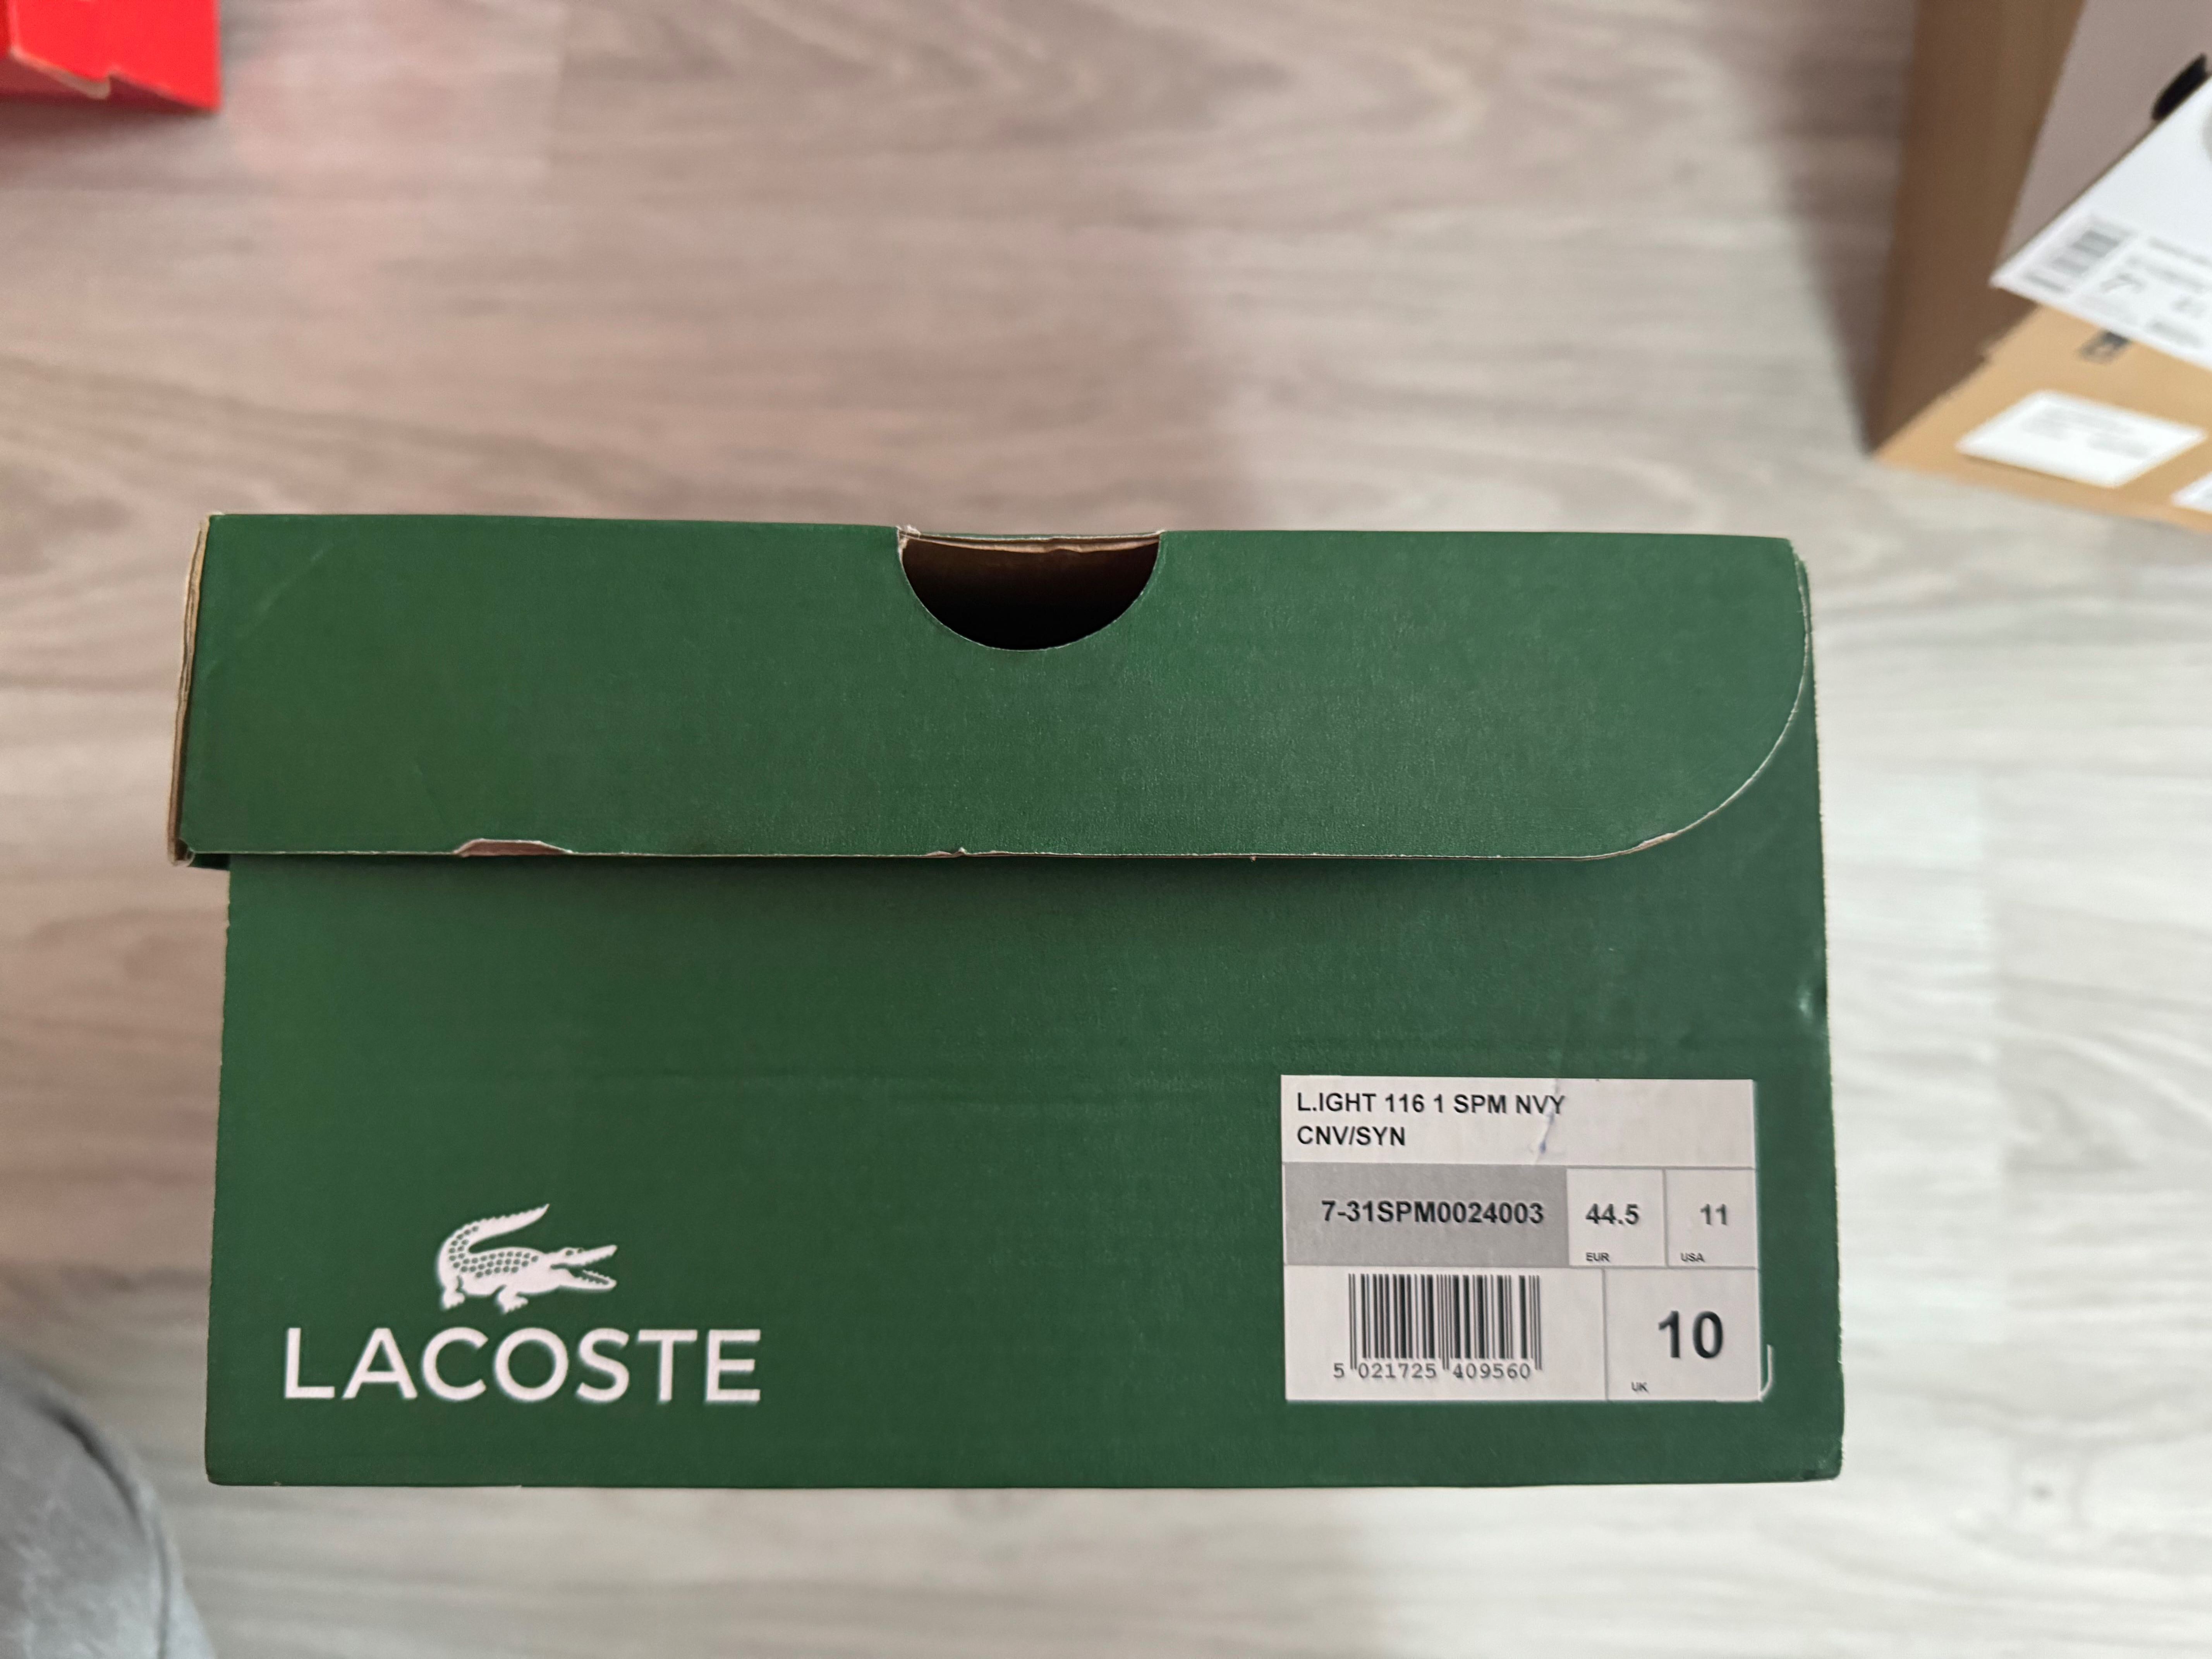 L.IGHT 116 1 SPM NVY
CNV/SYN
7-31SPM0024003
44.5
EUR
11
USA
5 021725 409560
10
UK
LACOSTE